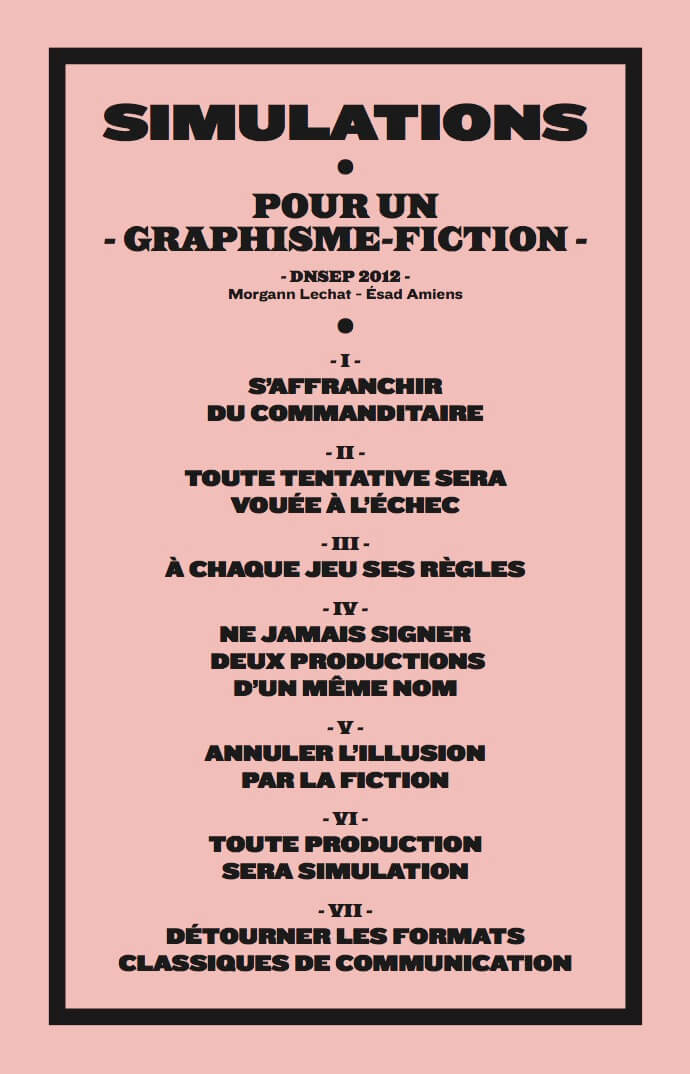 SIMULATIONS
●
POUR UN
- GRAPHISME-FICTION -
- DNSEP 2012 -
Morgann Lechat - Ésad Amiens
●
- I -
S’AFFRANCHIR
DU COMMANDITAIRE
- II -
TOUTE TENTATIVE SERA
VOUÉE À L’ÉCHEC
- III -
À CHAQUE JEU SES RÈGLES
- IV -
NE JAMAIS SIGNER
DEUX PRODUCTIONS
D’UN MÊME NOM
- V -
ANNULER L’ILLUSION
PAR LA FICTION
- VI -
TOUTE PRODUCTION
SERA SIMULATION
- VII -
DÉTOURNER LES FORMATS
CLASSIQUES DE COMMUNICATION